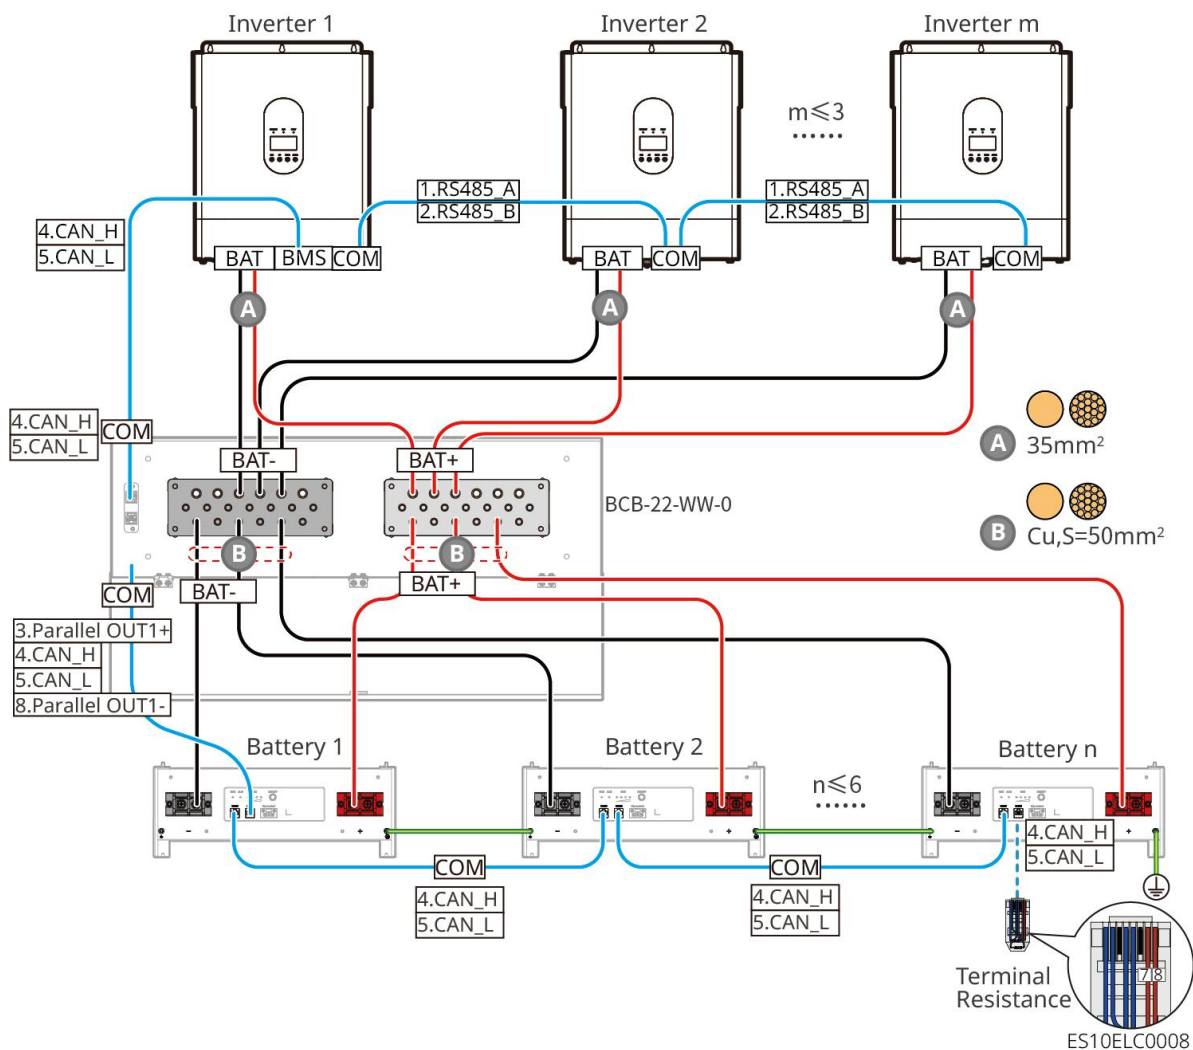 Inverter 1
Inverter 2
Inverter m
m≤3
......
1.RS485_A
2.RS485_B
1.RS485_A
2.RS485_B
4.CAN_H
5.CAN_L
BAT
BMS
COM
BAT
COM
BAT
COM
A
A
A
4.CAN_H
5.CAN_L
COM
BAT-
BAT+
A
35mm²
BCB-22-WW-0
B
Cu,S=50mm²
B
B
COM
BAT-
BAT+
3.Parallel OUT1+
4.CAN_H
5.CAN_L
8.Parallel OUT1-
Battery 1
Battery 2
Battery n
n≤6
......
-
+
-
+
-
+
COM
4.CAN_H
5.CAN_L
COM
4.CAN_H
5.CAN_L
4.CAN_H
5.CAN_L
Terminal
Resistance
7 8
ES10ELC0008